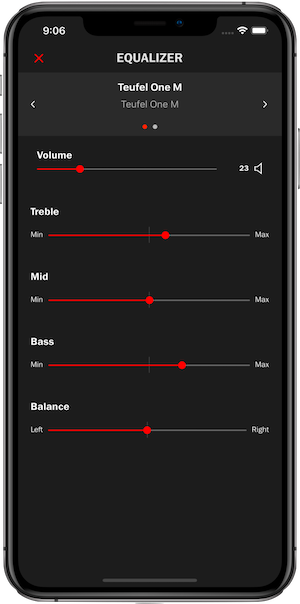 9:06
EQUALIZER
Teufel One M
Teufel One M
Volume
23
Treble
Min Max
Mid
Min Max
Bass
Min Max
Balance
Left Right